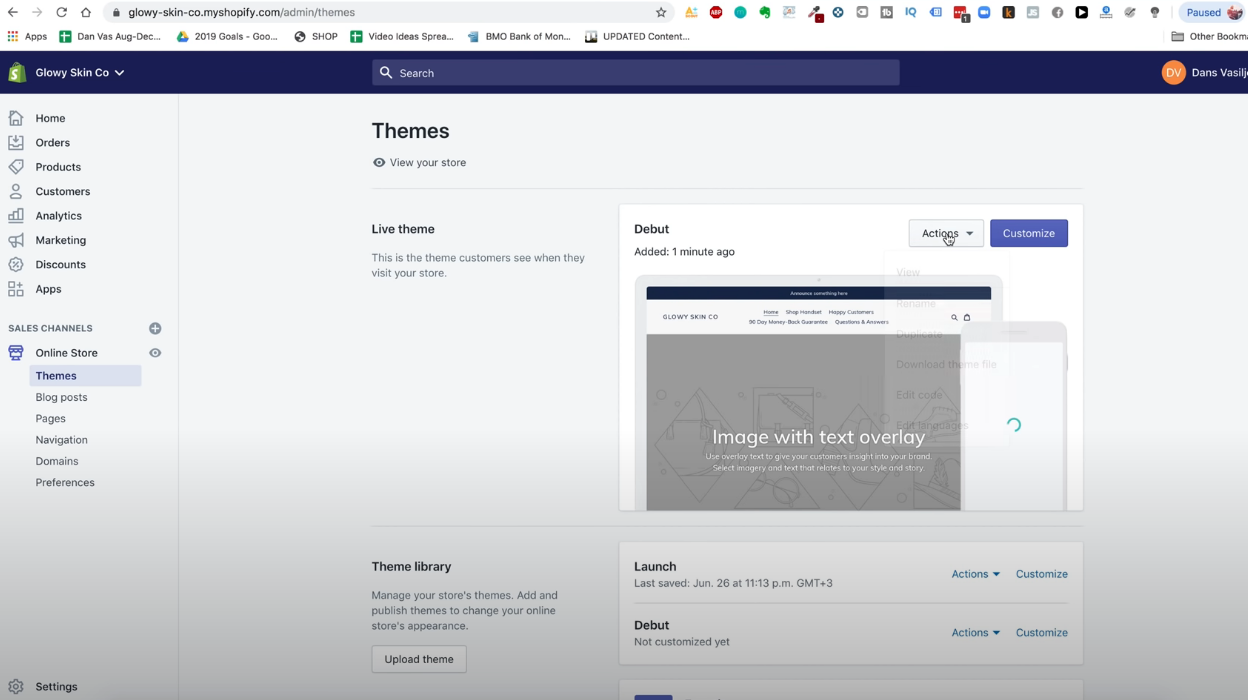 glowy-skin-co.myshopify.com/admin/themes
Paused
Apps
Dan Vas Aug-Dec...
2019 Goals - Goo...
SHOP
Video Ideas Sprea...
BMO Bank of Mon...
UPDATED Content...
Other Bookma
Glowy Skin Co
Search
DV
Dans Vasilj
Home
Orders
Products
Customers
Analytics
Marketing
Discounts
Apps
SALES CHANNELS
Online Store
Themes
Blog posts
Pages
Navigation
Domains
Preferences
Settings
Themes
View your store
Live theme
This is the theme customers see when they
visit your store.
Debut
Added: 1 minute ago
Actions
Customize
View
Rename
Duplicate
Download theme file
Edit code
Edit languages
Announce something here
GLOWY SKIN CO
Home Shop Handset Happy Customers
90 Day Money-Back Guarantee Questions & Answers
Image with text overlay
Use overlay text to give your customers insight into your brand.
Select imagery and text that relates to your style and story.
Theme library
Manage your store's themes. Add and
publish themes to change your online
store's appearance.
Upload theme
Launch
Last saved: Jun. 26 at 11:13 p.m. GMT+3
Actions
Customize
Debut
Not customized yet
Actions
Customize